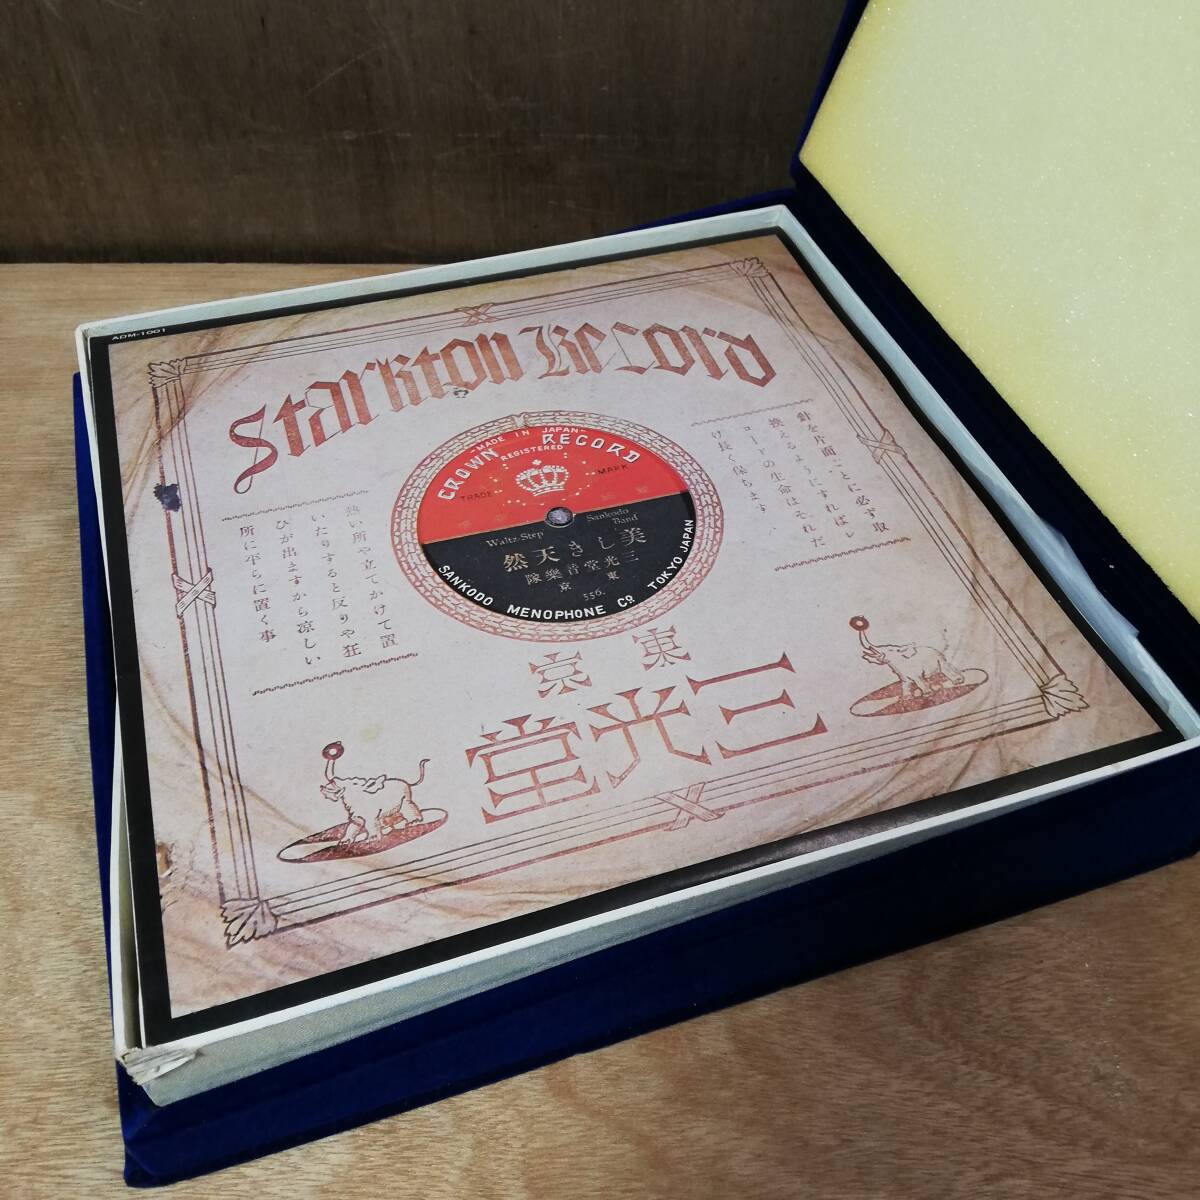 ADM-1001
Starkton Record
針を片面ごとに必ず取
換えるようにすればレ
コードの生命はそれだ
け長く保ちます
MADE IN JAPAN
CROWN RECORD
REGISTERED
TRADE MARK
Waltz-Step
Sankodo
Band
美しき天然
三光堂音樂隊
東京
556.
SANKODO MENOPHONE Cº TOKYO JAPAN
熱い所や立てかけて置
いたりすると反りや狂
ひが出ますから凉しい
所に平らに置く事
東京
三光堂